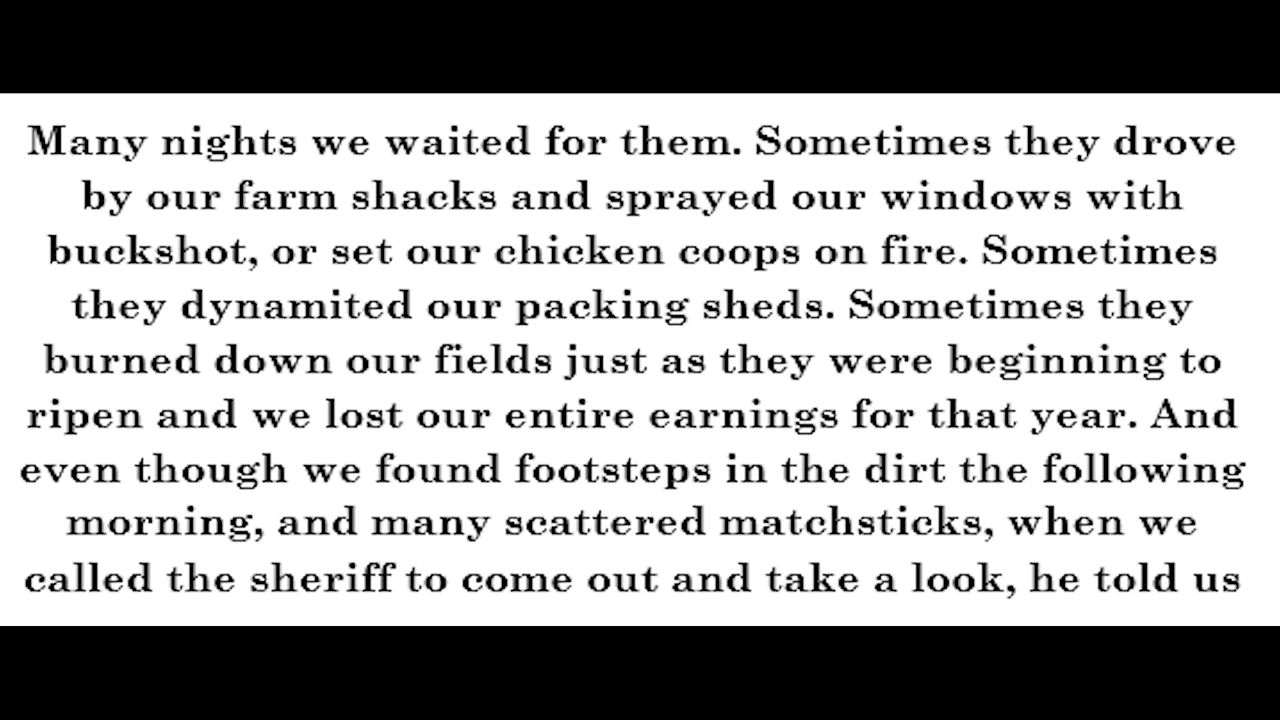 Many nights we waited for them. Sometimes they drove
by our farm shacks and sprayed our windows with
buckshot, or set our chicken coops on fire. Sometimes
they dynamited our packing sheds. Sometimes they
burned down our fields just as they were beginning to
ripen and we lost our entire earnings for that year. And
even though we found footsteps in the dirt the following
morning, and many scattered matchsticks, when we
called the sheriff to come out and take a look, he told us